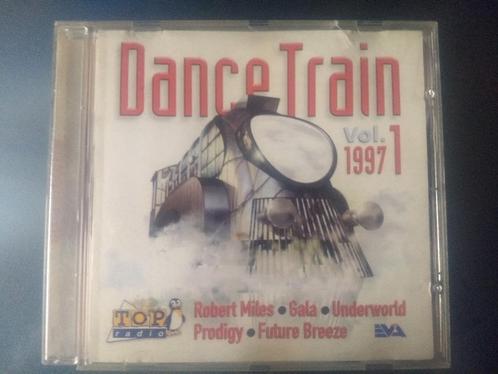 Dance Train
Vol. 1
1997
TOP
radio
Robert Miles • Gala • Underworld
Prodigy • Future Breeze
EVA